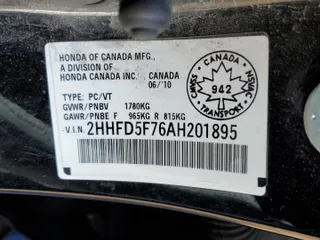 HONDA OF CANADA MFG.,
A DIVISION OF
HONDA CANADA INC., CANADA
06/'10
TYPE: PC/VT
GVWR/PNBV 1780KG
GAWR/PNBE F 965KG R 815KG
V.I.N. 2HHFD5F76AH201895
CANADA
942
TRANSPORT
CMVSS
NSVAC